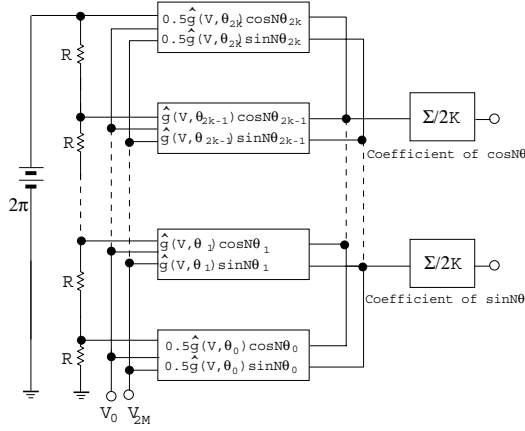 0.5ĝ(V,θ2k)cosNθ2k
0.5ĝ(V,θ2k)sinNθ2k
R
ĝ(V,θ2k-1)cosNθ2k-1
ĝ(V,θ2k-1)sinNθ2k-1
Σ/2K
R
Coefficient of cosNθ
2π
ĝ(V,θ1)cosNθ1
ĝ(V,θ1)sinNθ1
Σ/2K
R
Coefficient of sinNθ
0.5ĝ(V,θ0)cosNθ0
0.5ĝ(V,θ0)sinNθ0
R
V0
V2M